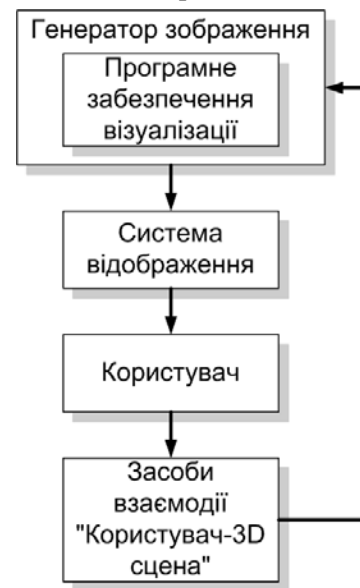 Генератор зображення
Програмне
забезпечення
візуалізації
Система
відображення
Користувач
Засоби
взаємодії
"Користувач-3D
сцена"